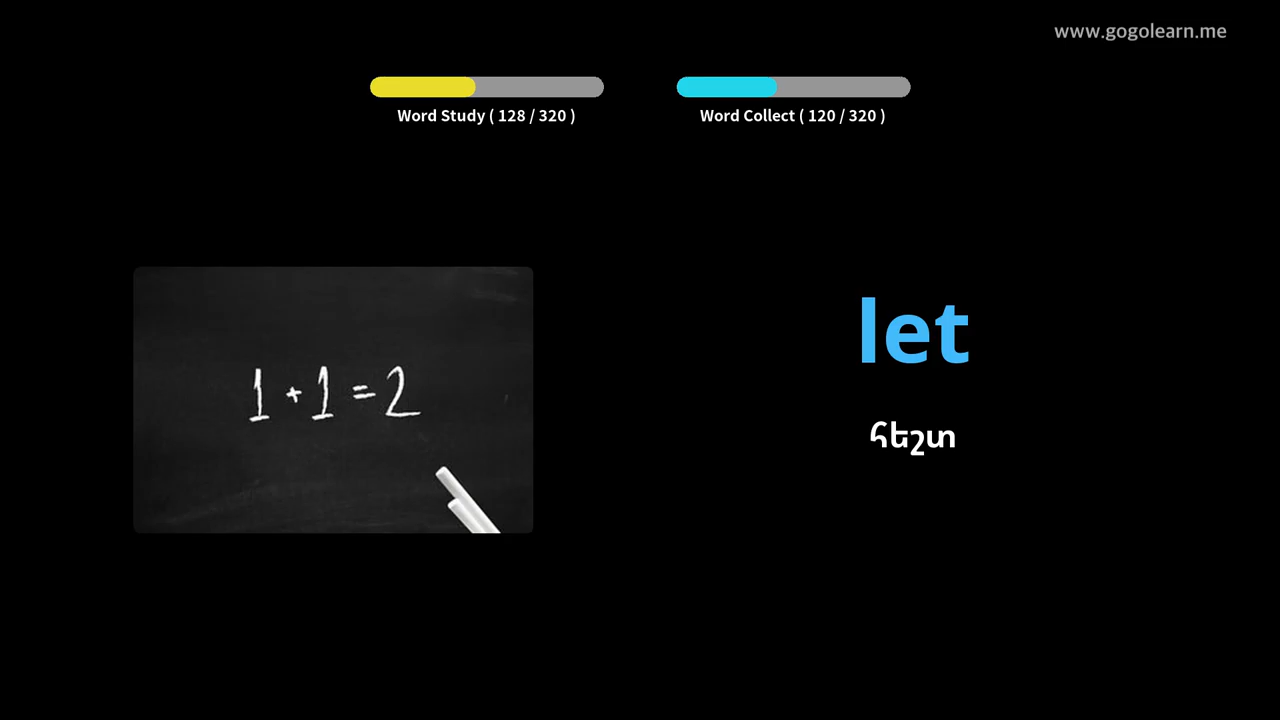 www.gogolearn.me
Word Study ( 128 / 320 )
Word Collect ( 120 / 320 )
1 + 1 = 2
let
հեշտ